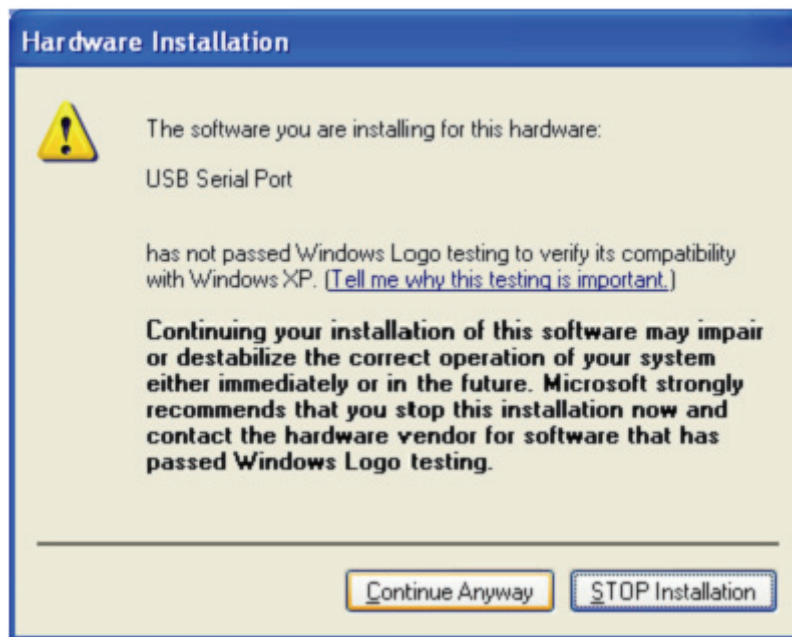 Hardware Installation
The software you are installing for this hardware:
USB Serial Port
has not passed Windows Logo testing to verify its compatibility
with Windows XP. (Tell me why this testing is important.)
Continuing your installation of this software may impair
or destabilize the correct operation of your system
either immediately or in the future. Microsoft strongly
recommends that you stop this installation now and
contact the hardware vendor for software that has
passed Windows Logo testing.
Continue Anyway STOP Installation